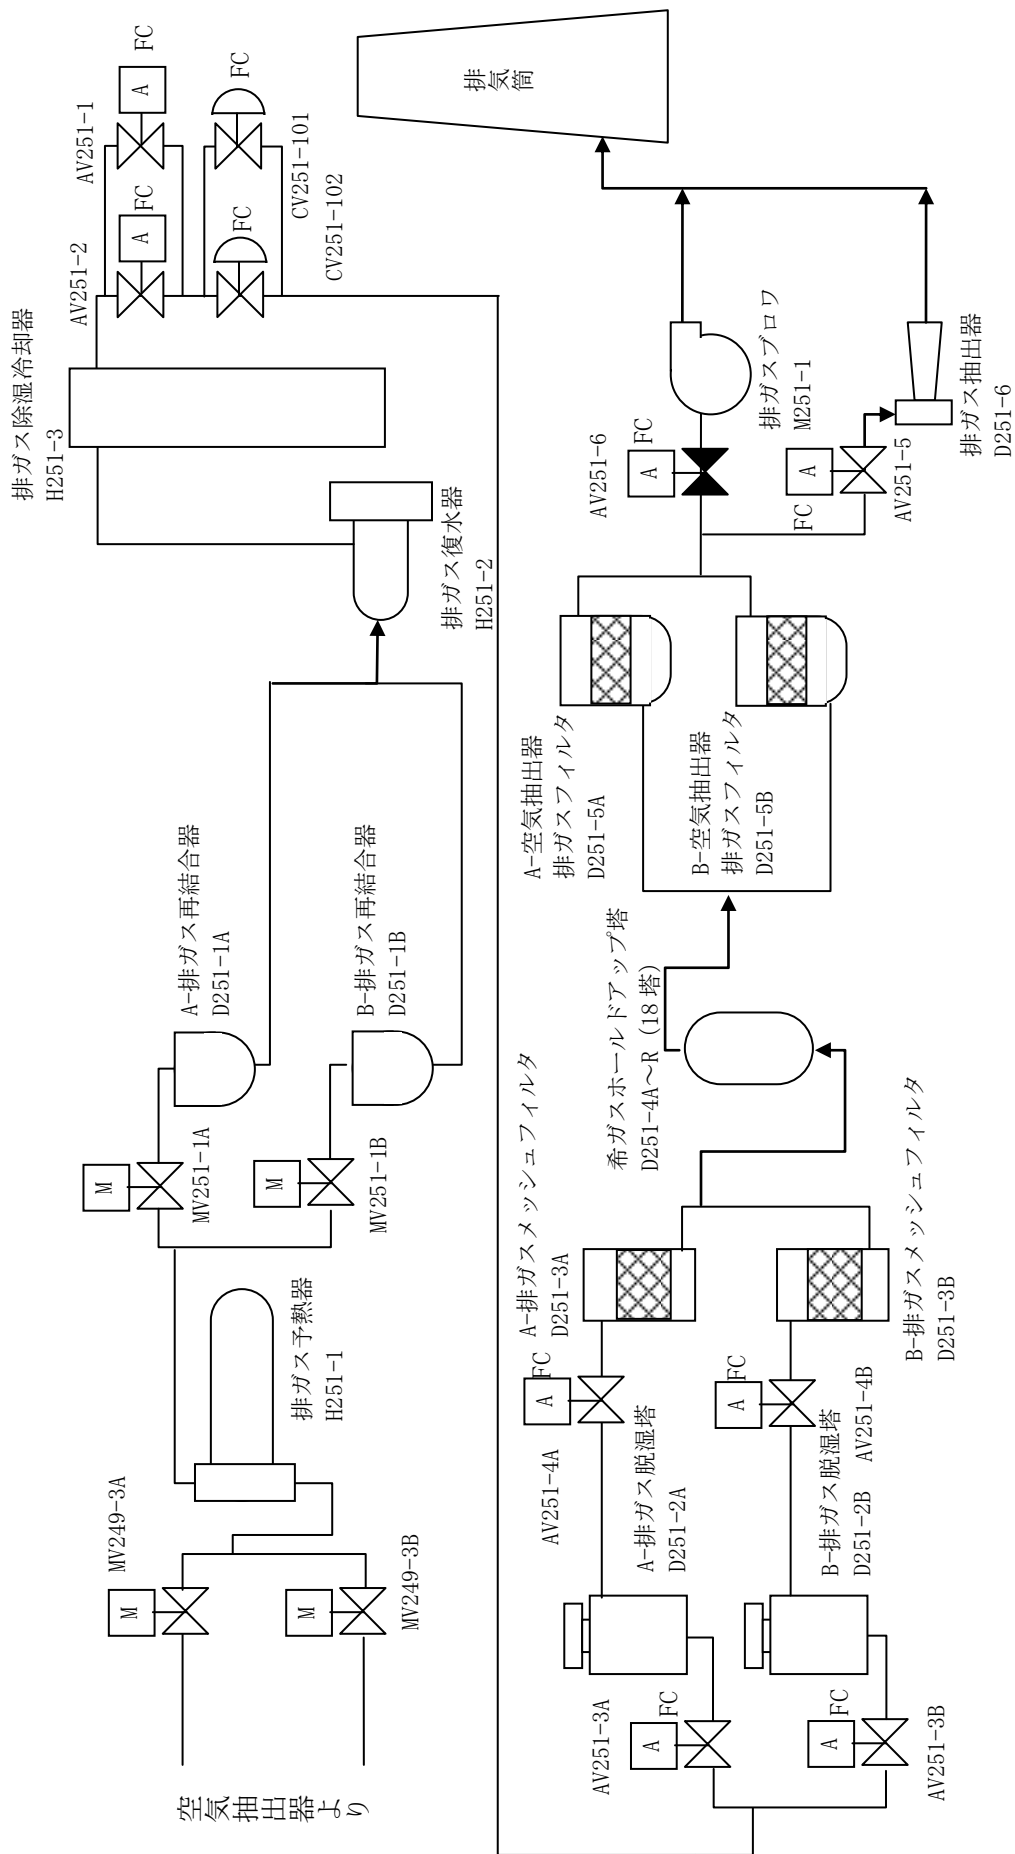 空気抽出器より
M
MV249-3A
M
MV249-3B
排ガス予熱器
H251-1
M
MV251-1A
M
MV251-1B
A-排ガス再結合器
D251-1A
B-排ガス再結合器
D251-1B
排ガス復水器
H251-2
排ガス除湿冷却器
H251-3
AV251-2
A
FC
AV251-1
A
FC
FC
CV251-102
FC
CV251-101
AV251-3A
A
FC
AV251-3B
A
FC
A-排ガス脱湿塔
D251-2A
B-排ガス脱湿塔
D251-2B
AV251-4A
A
FC
AV251-4B
A
FC
A-排ガスメッシュフィルタ
D251-3A
B-排ガスメッシュフィルタ
D251-3B
希ガスホールドアップ塔
D251-4A～R (18塔)
A-空気抽出器
排ガスフィルタ
D251-5A
B-空気抽出器
排ガスフィルタ
D251-5B
AV251-6
A
FC
AV251-5
A
FC
排ガスブロワ
M251-1
排ガス抽出器
D251-6
排気筒